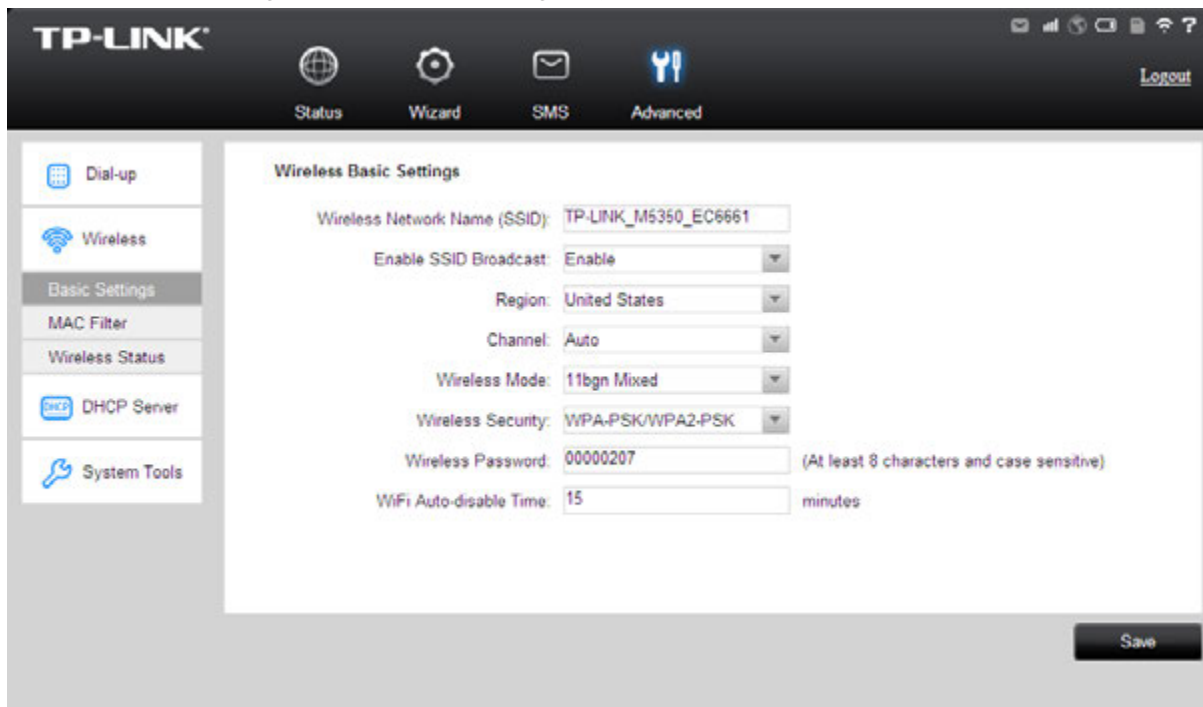 TP-LINK
Status Wizard SMS Advanced
Logout
Dial-up
Wireless
Basic Settings
MAC Filter
Wireless Status
DHCP
DHCP Server
System Tools
Wireless Basic Settings
Wireless Network Name (SSID): TP-LINK_M5350_EC6661
Enable SSID Broadcast: Enable
Region: United States
Channel: Auto
Wireless Mode: 11bgn Mixed
Wireless Security: WPA-PSK/WPA2-PSK
Wireless Password: 00000207 (At least 8 characters and case sensitive)
WiFi Auto-disable Time: 15 minutes
Save